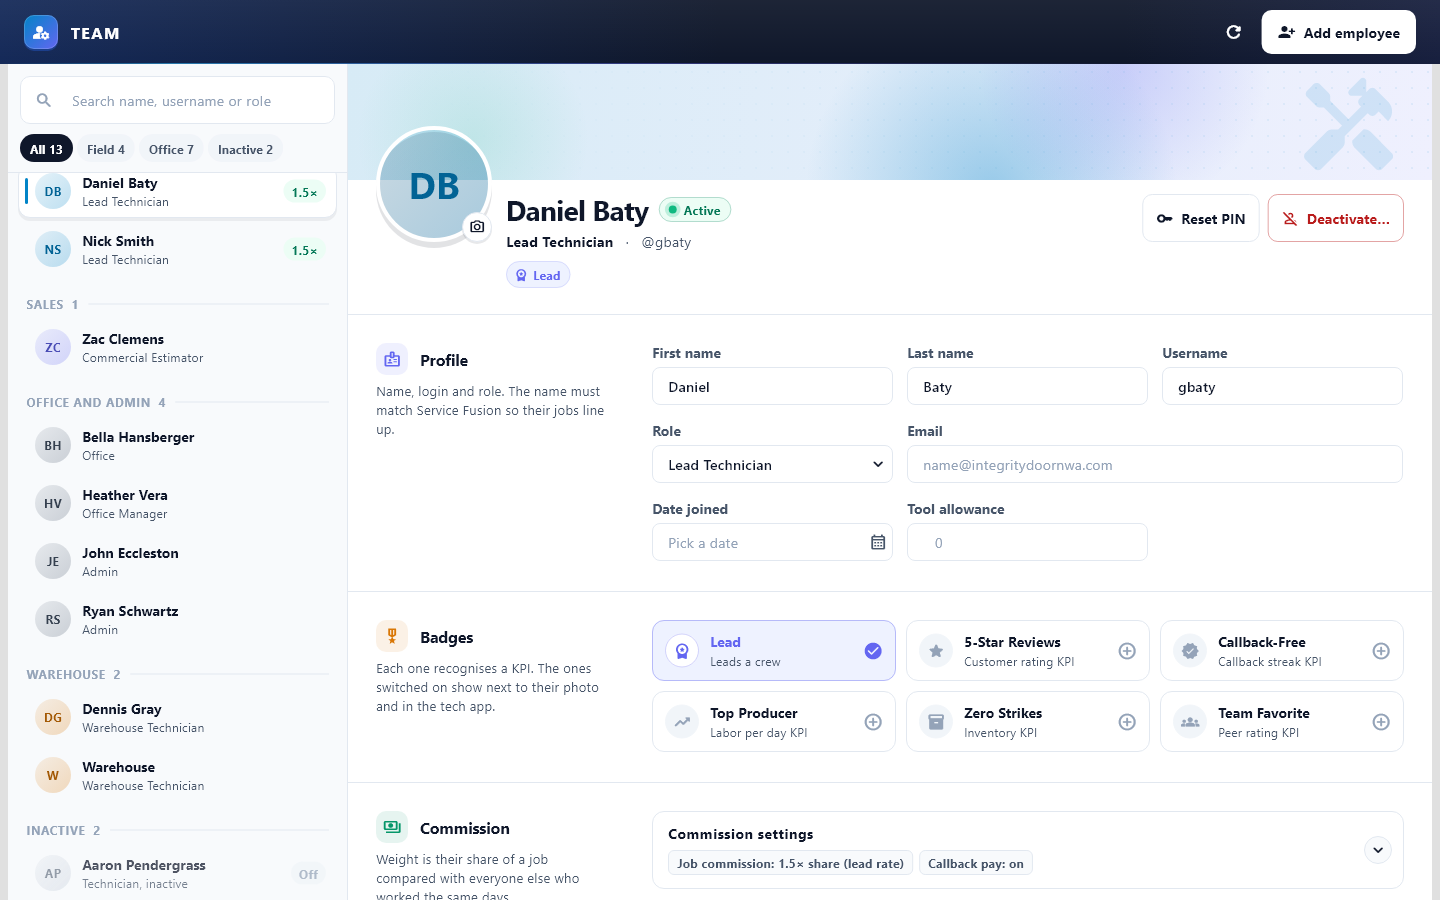 TEAM
Add employee
Search name, username or role
All 13
Field 4
Office 7
Inactive 2
DB
Daniel Baty
Lead Technician
1.5×
NS
Nick Smith
Lead Technician
1.5×
SALES 1
ZC
Zac Clemens
Commercial Estimator
OFFICE AND ADMIN 4
BH
Bella Hansberger
Office
HV
Heather Vera
Office Manager
JE
John Eccleston
Admin
RS
Ryan Schwartz
Admin
WAREHOUSE 2
DG
Dennis Gray
Warehouse Technician
W
Warehouse
Warehouse Technician
INACTIVE 2
AP
Aaron Pendergrass
Technician, inactive
Off
DB
Daniel Baty
Active
Lead Technician · @gbaty
Lead
Reset PIN
Deactivate...
Profile
Name, login and role. The name must
match Service Fusion so their jobs line
up.
First name
Daniel
Last name
Baty
Username
gbaty
Role
Lead Technician
Email
name@integritydoornwa.com
Date joined
Pick a date
Tool allowance
0
Badges
Each one recognises a KPI. The ones
switched on show next to their photo
and in the tech app.
Lead
Leads a crew
5-Star Reviews
Customer rating KPI
Callback-Free
Callback streak KPI
Top Producer
Labor per day KPI
Zero Strikes
Inventory KPI
Team Favorite
Peer rating KPI
Commission
Weight is their share of a job
compared with everyone else who
worked the same days.
Commission settings
Job commission: 1.5× share (lead rate)
Callback pay: on